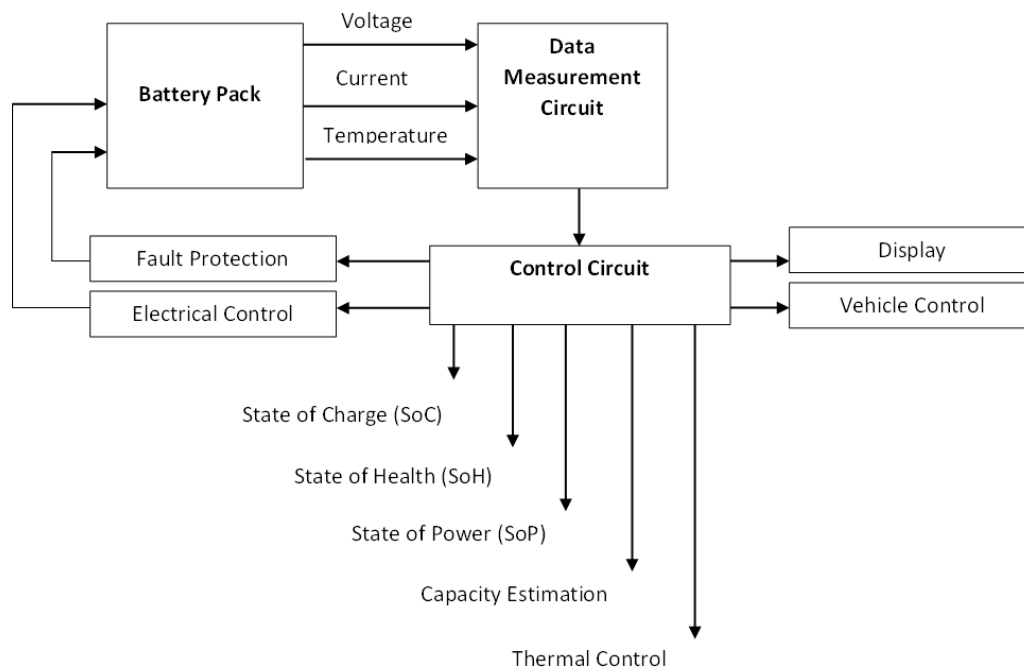 Voltage
Current
Temperature
Battery Pack
Data
Measurement
Circuit
Fault Protection
Electrical Control
Control Circuit
Display
Vehicle Control
State of Charge (SoC)
State of Health (SoH)
State of Power (SoP)
Capacity Estimation
Thermal Control